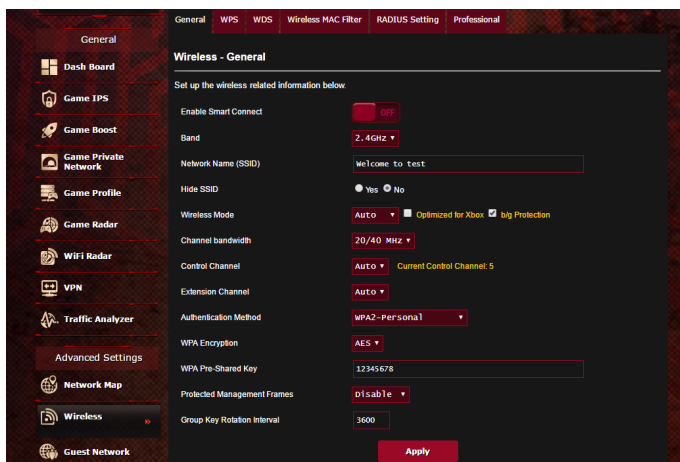 General WPS WDS Wireless MAC Filter RADIUS Setting Professional
General
Dash Board
Game IPS
Game Boost
Game Private
Network
Game Profile
Game Radar
WiFi Radar
VPN
Traffic Analyzer
Advanced Settings
Network Map
Wireless »
Guest Network
Wireless - General
Set up the wireless related information below.
Enable Smart Connect OFF
Band 2.4GHz
Network Name (SSID) Welcome to test
Hide SSID Yes No
Wireless Mode Auto Optimized for Xbox b/g Protection
Channel bandwidth 20/40 MHz
Control Channel Auto Current Control Channel: 5
Extension Channel Auto
Authentication Method WPA2-Personal
WPA Encryption AES
WPA Pre-Shared Key 12345678
Protected Management Frames Disable
Group Key Rotation Interval 3600
Apply